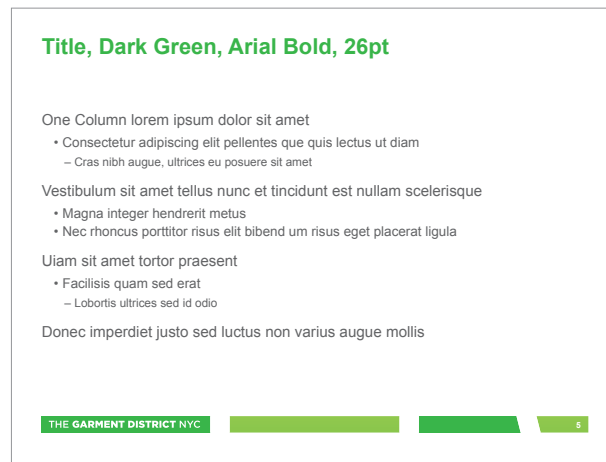 Title, Dark Green, Arial Bold, 26pt
One Column lorem ipsum dolor sit amet
• Consectetur adipiscing elit pellentes que quis lectus ut diam
– Cras nibh augue, ultrices eu posuere sit amet
Vestibulum sit amet tellus nunc et tincidunt est nullam scelerisque
• Magna integer hendrerit metus
• Nec rhoncus porttitor risus elit bibend um risus eget placerat ligula
Uiam sit amet tortor praesent
• Facilisis quam sed erat
– Lobortis ultrices sed id odio
Donec imperdiet justo sed luctus non varius augue mollis
THE GARMENT DISTRICT NYC
5